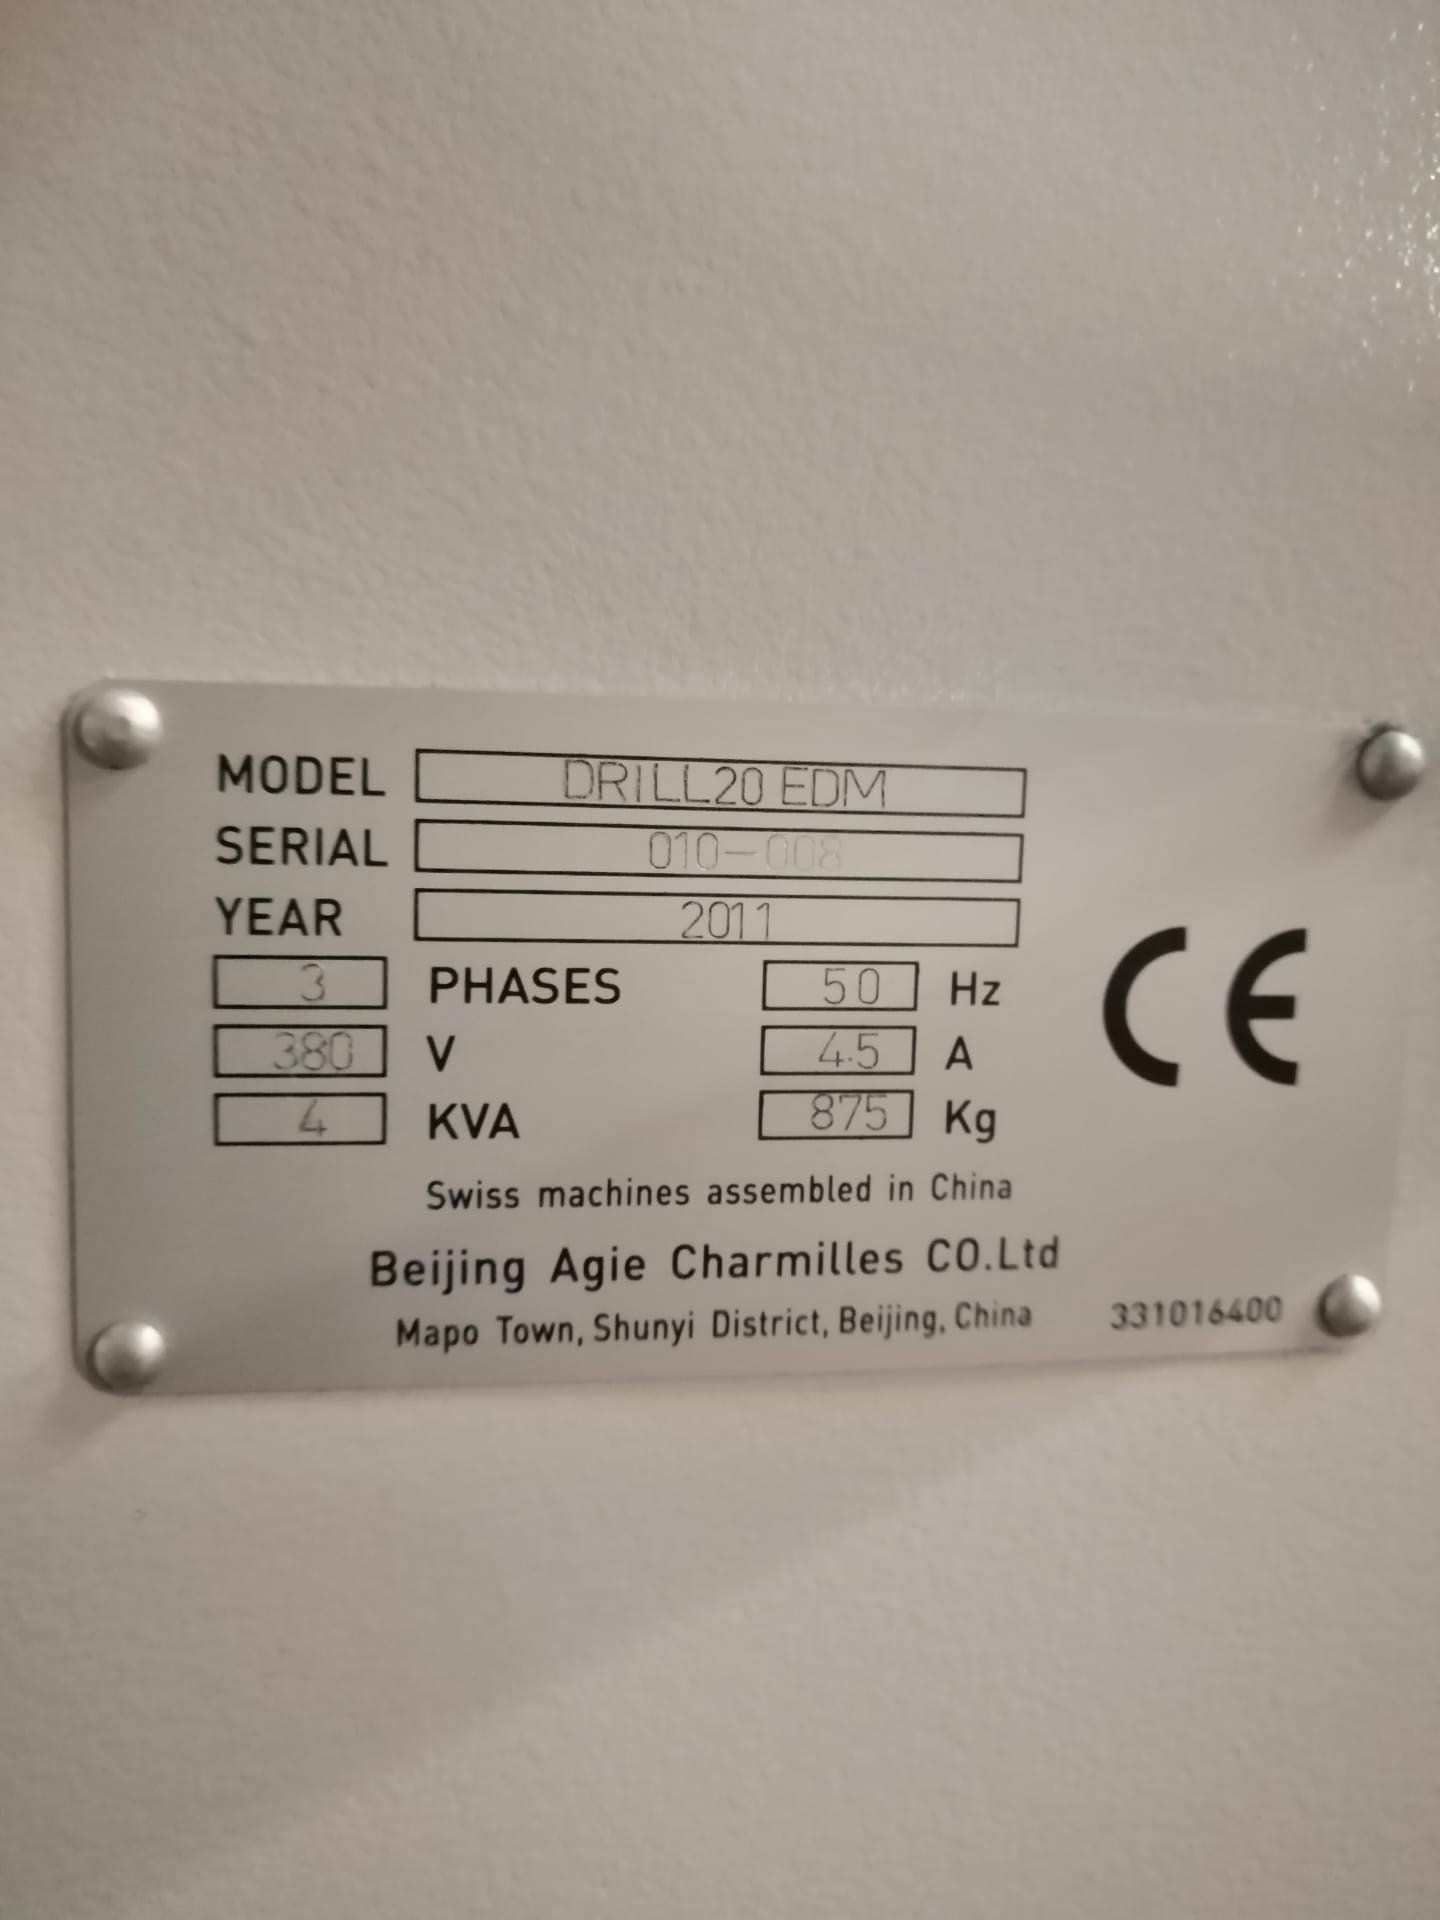 MODEL DRILL20 EDM
SERIAL 010-008
YEAR 2011
3 PHASES 50 Hz
380 V 4.5 A
4 KVA 875 Kg
CE
Swiss machines assembled in China
Beijing Agie Charmilles CO.Ltd
Mapo Town, Shunyi District, Beijing, China 331016400